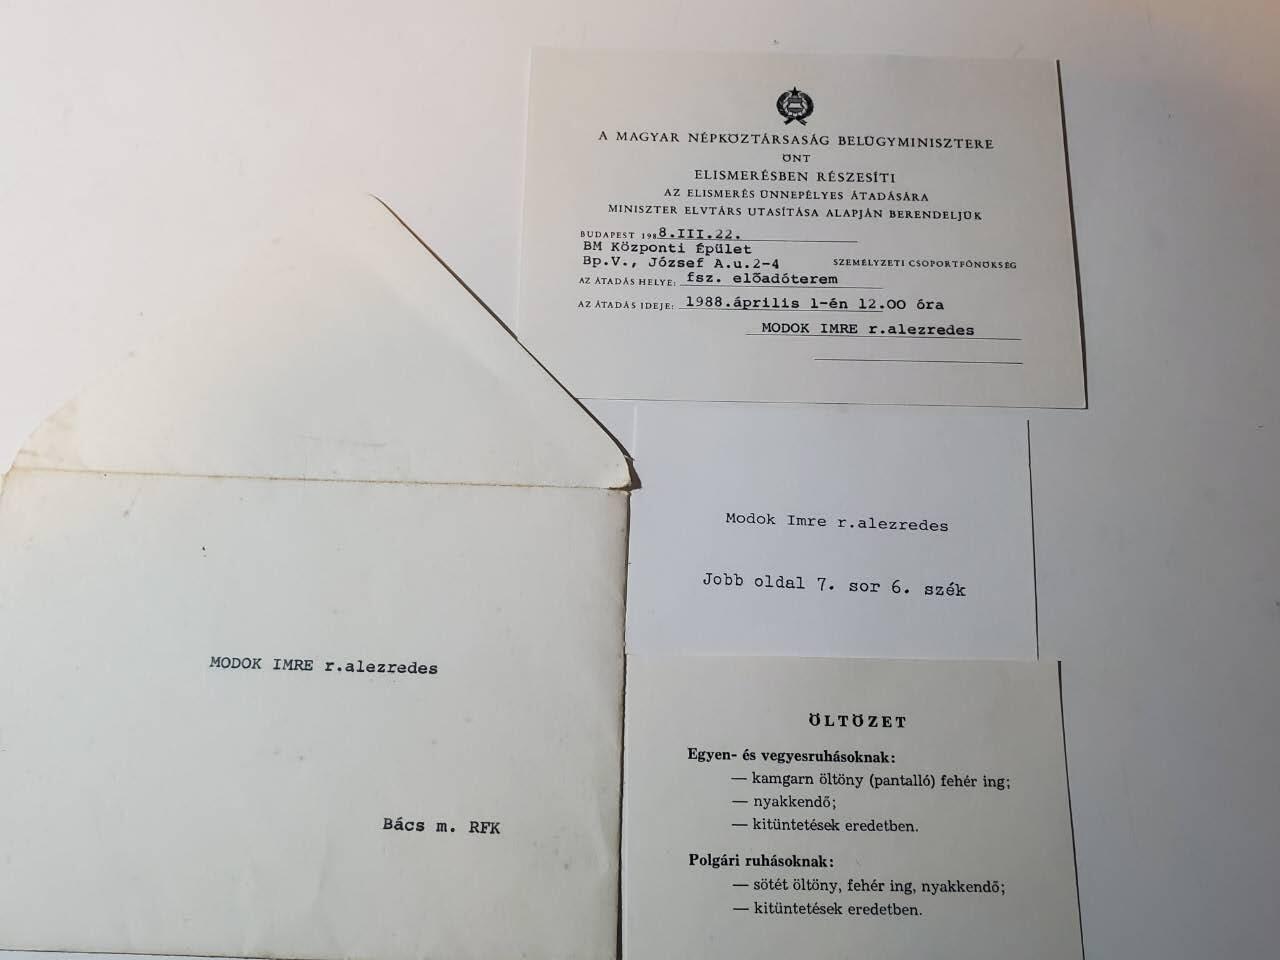 A MAGYAR NÉPKÖZTÁRSASÁG BELÜGYMINISZTERE
ÖNT
ELISMERÉSBEN RÉSZESÍTI
AZ ELISMERÉS ÜNNEPÉLYES ÁTADÁSÁRA
MINISZTER ELVTÁRS UTASÍTÁSA ALAPJÁN BERENDELJÜK
BUDAPEST 1988.III.22.
BM Központi Épület
Bp.V., József A.u.2-4 SZEMÉLYZETI CSOPORTFŐNÖKSÉG
AZ ÁTADÁS HELYE: fsz. előadóterem
AZ ÁTADÁS IDEJE: 1988.április 1-én 12.00 óra
MODOK IMRE r.alezredes
Modok Imre r.alezredes
Jobb oldal 7. sor 6. szék
MODOK IMRE r.alezredes
Bács m. RFK
ÖLTÖZET
Egyen- és vegyesruhásoknak:
— kamgarn öltöny (pantalló) fehér ing;
— nyakkendő;
— kitüntetések eredetben.
Polgári ruhásoknak:
— sötét öltöny, fehér ing, nyakkendő;
— kitüntetések eredetben.